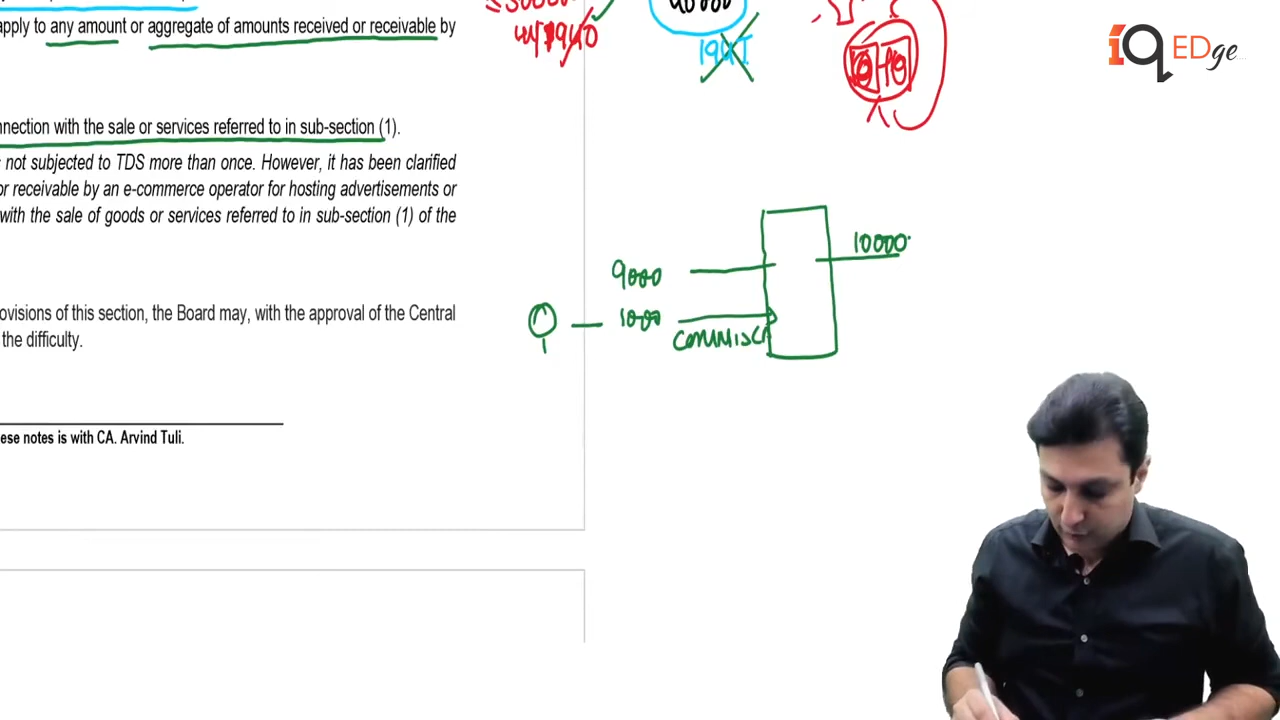 apply to any amount or aggregate of amounts received or receivable by
40000
194I
iQ EDge
nnection with the sale or services referred to in sub-section (1).
not subjected to TDS more than once. However, it has been clarified
or receivable by an e-commerce operator for hosting advertisements or
with the sale of goods or services referred to in sub-section (1) of the
10000
9000
1000
ovisions of this section, the Board may, with the approval of the Central
the difficulty.
ese notes is with CA. Arvind Tuli.